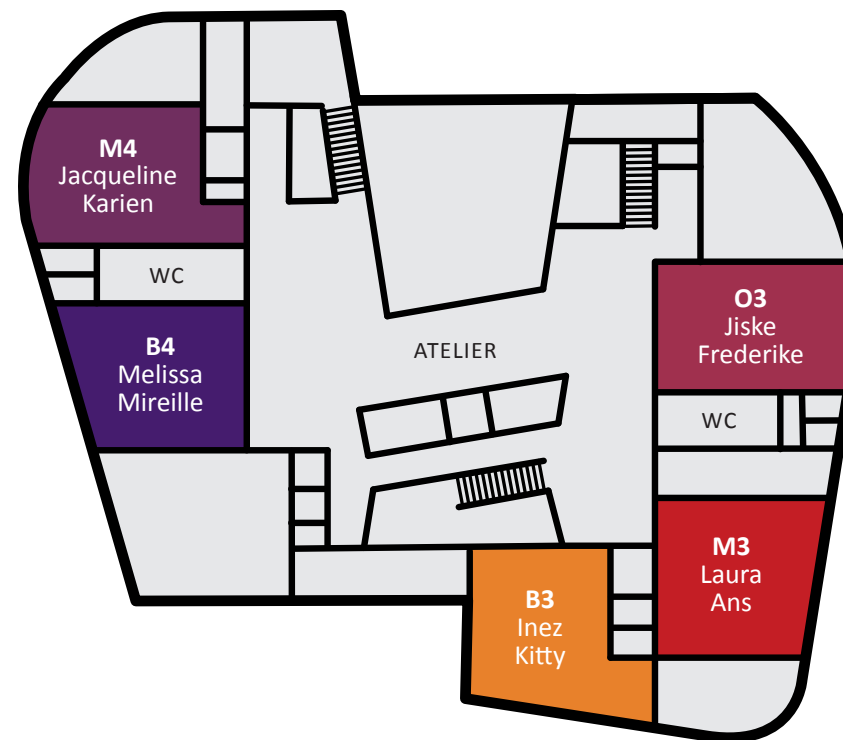 M4
Jacqueline
Karien
WC
B4
Melissa
Mireille
ATELIER
O3
Jiske
Frederike
WC
M3
Laura
Ans
B3
Inez
Kitty